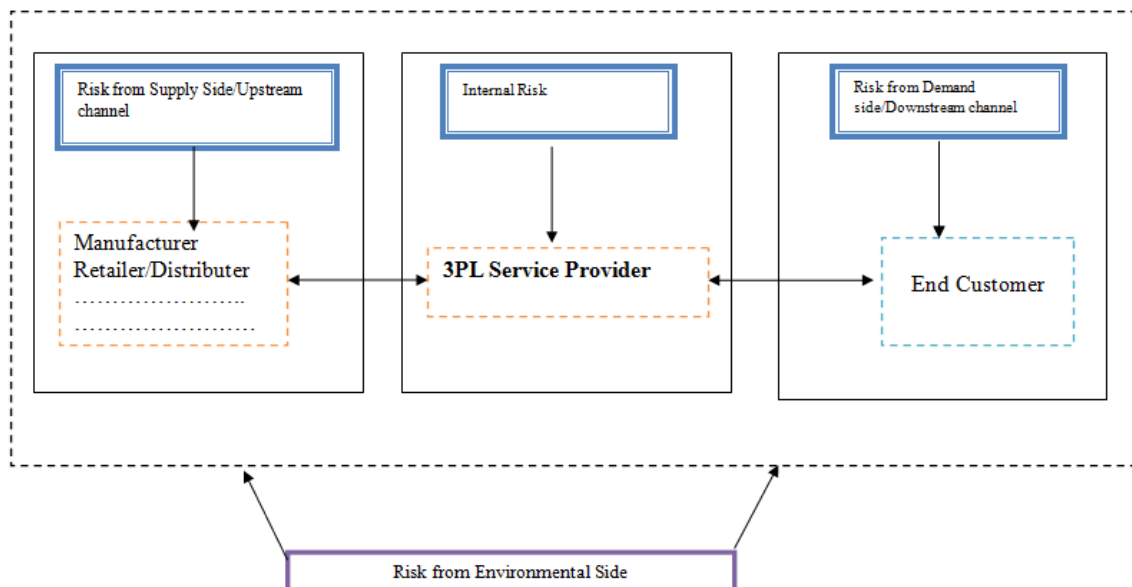 Risk from Supply Side/Upstream
channel
Internal Risk
Risk from Demand
side/Downstream channel
Manufacturer
Retailer/Distributer
……………………..
………………………
3PL Service Provider
End Customer
Risk from Environmental Side